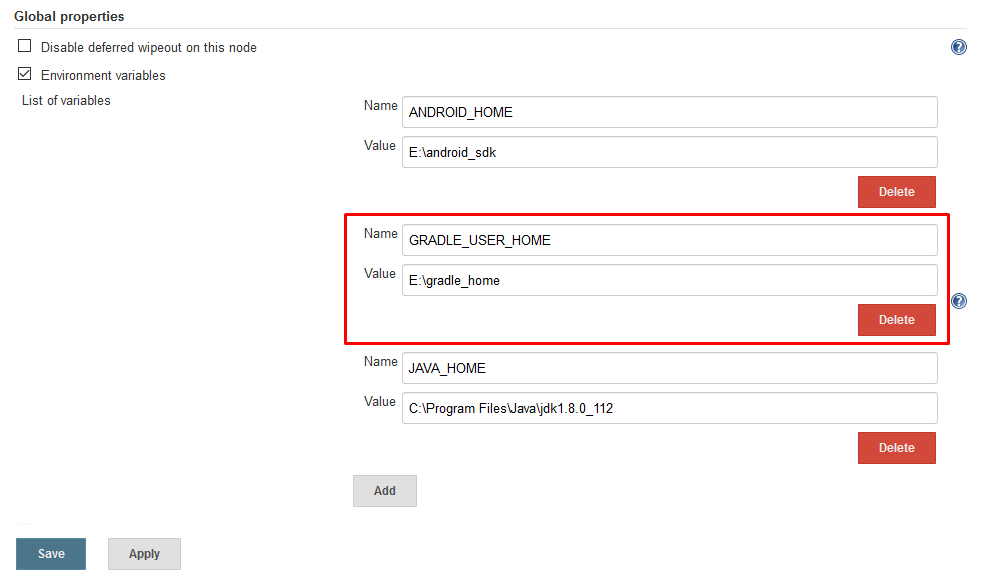 Global properties
Disable deferred wipeout on this node
?
Environment variables
List of variables
Name ANDROID_HOME
Value E:\android_sdk
Delete
Name GRADLE_USER_HOME
Value E:\gradle_home
?
Delete
Name JAVA_HOME
Value C:\Program Files\Java\jdk1.8.0_112
Delete
Add
Save Apply